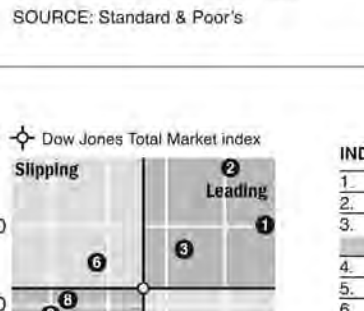 SOURCE: Standard & Poor's
Dow Jones Total Market index
Slipping
2
Leading
1
3
6
8
1.
2.
3.
4.
5.
6.